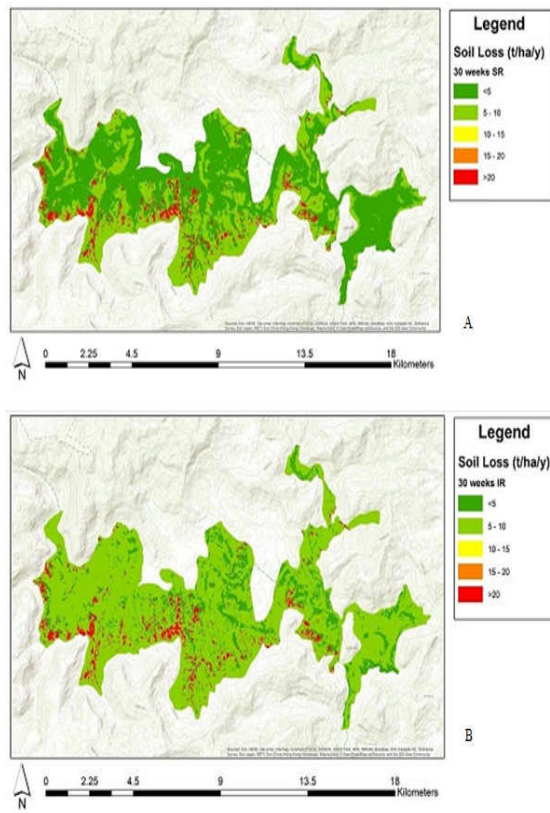 Legend
Soil Loss (t/ha/y)
30 weeks SR
<5
5 - 10
10 - 15
15 - 20
>20
A
N
0 2.25 4.5 9 13.5 18
Kilometers
Legend
Soil Loss (t/ha/y)
30 weeks IR
<5
5 - 10
10 - 15
15 - 20
>20
B
N
0 2.25 4.5 9 13.5 18
Kilometers